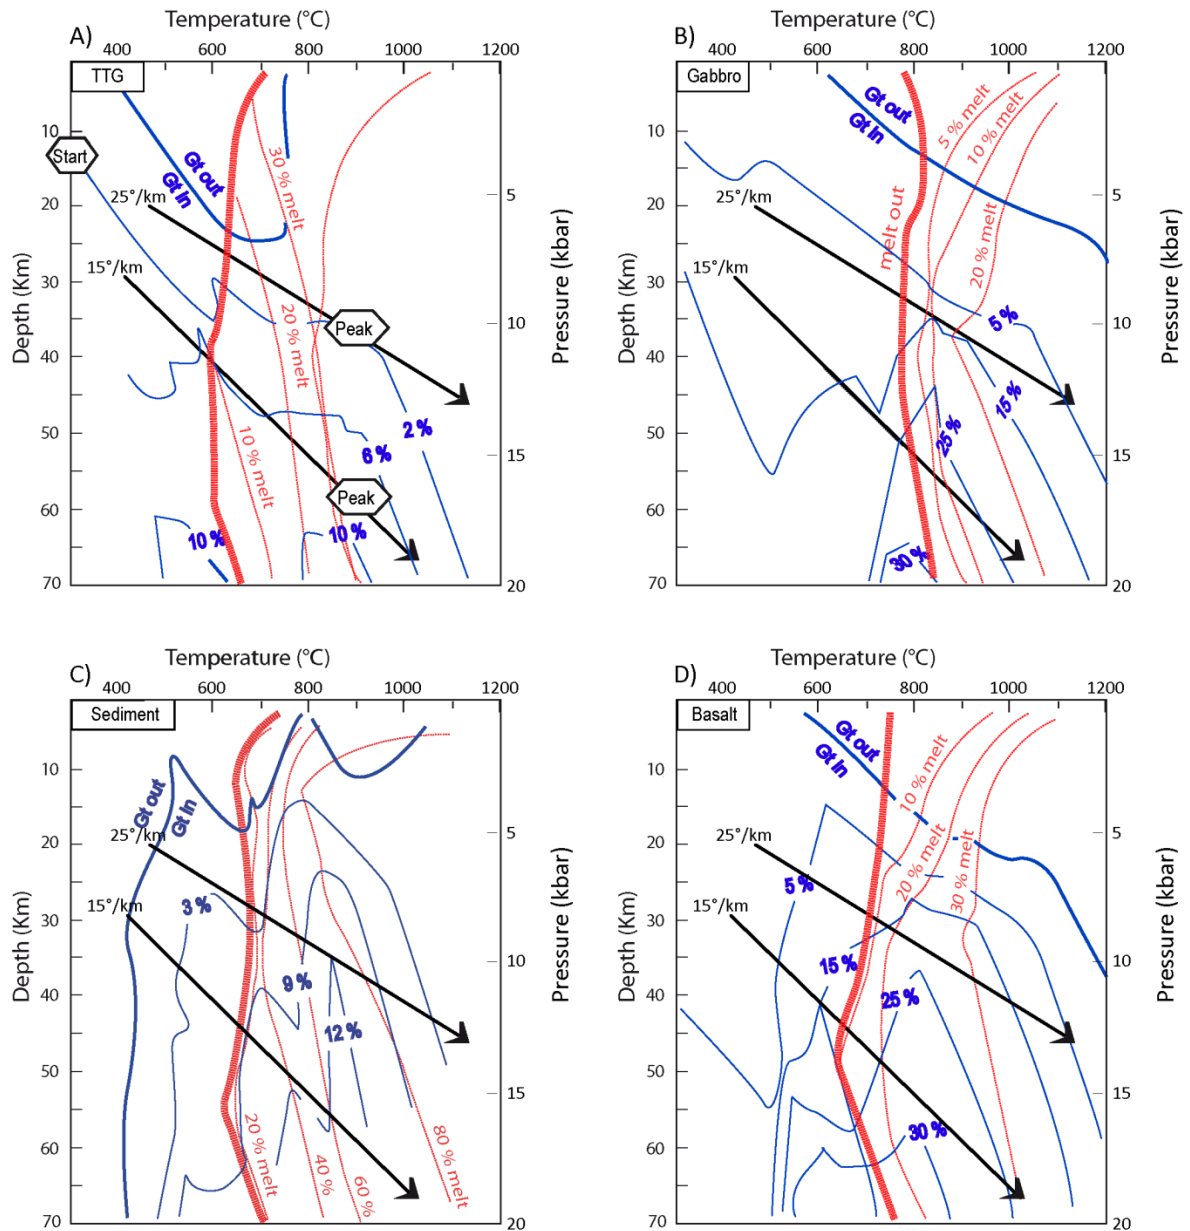 Temperature (°C)
A)
400 600 800 1000 1200
TTG
10
20
30
40
50
60
70
Depth (Km)
5
10
15
20
Pressure (kbar)
Start
Gt out
Gt In
25°/km
15°/km
30 % melt
20 % melt
10 % melt
Peak
Peak
2 %
6 %
10 %
10 %
Temperature (°C)
B)
400 600 800 1000 1200
Gabbro
10
20
30
40
50
60
70
Depth (Km)
5
10
15
20
Pressure (kbar)
Gt out
Gt In
25°/km
15°/km
melt out
5 % melt
10 % melt
20 % melt
5 %
15 %
25 %
30 %
Temperature (°C)
C)
400 600 800 1000 1200
Sediment
10
20
30
40
50
60
70
Depth (Km)
5
10
15
20
Pressure (kbar)
Gt out
Gt In
25°/km
15°/km
3 %
9 %
12 %
20 % melt
40 %
60 %
80 % melt
Temperature (°C)
D)
400 600 800 1000 1200
Basalt
10
20
30
40
50
60
70
Depth (Km)
5
10
15
20
Pressure (kbar)
Gt out
Gt In
25°/km
15°/km
10 % melt
20 % melt
30 % melt
5 %
15 %
25 %
30 %